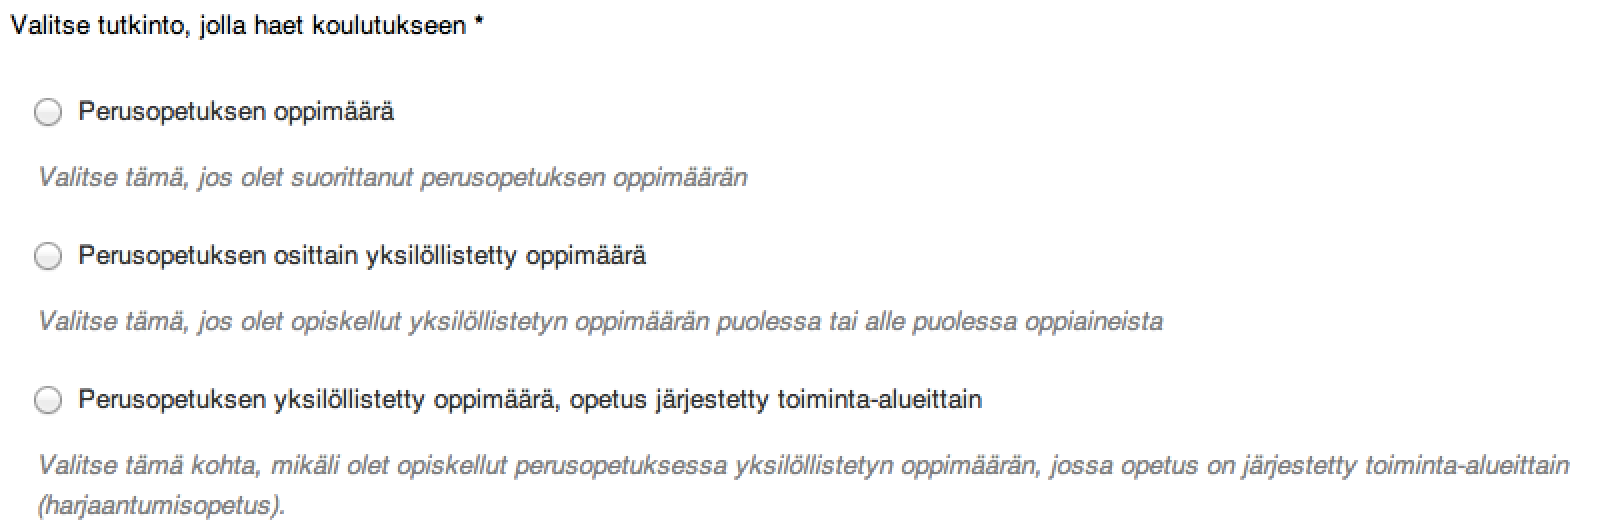 Valitse tutkinto, jolla haet koulutukseen *
Perusopetuksen oppimäärä
Valitse tämä, jos olet suorittanut perusopetuksen oppimäärän
Perusopetuksen osittain yksilöllistetty oppimäärä
Valitse tämä, jos olet opiskellut yksilöllistetyn oppimäärän puolessa tai alle puolessa oppiaineista
Perusopetuksen yksilöllistetty oppimäärä, opetus järjestetty toiminta-alueittain
Valitse tämä kohta, mikäli olet opiskellut perusopetuksessa yksilöllistetyn oppimäärän, jossa opetus on järjestetty toiminta-alueittain
(harjaantumisopetus).